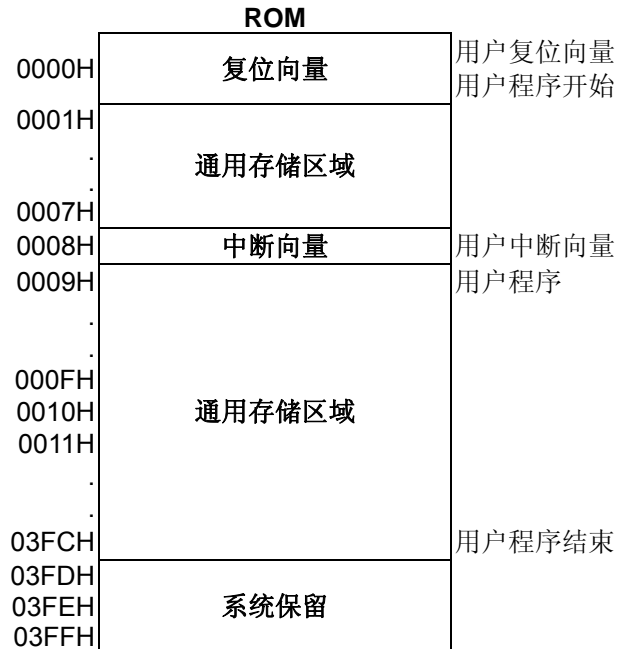 ROM
0000H 复位向量 用户复位向量
用户程序开始
0001H
.
通用存储区域
.
0007H
0008H 中断向量 用户中断向量
0009H 用户程序
.
.
000FH
0010H 通用存储区域
0011H
.
.
03FCH 用户程序结束
03FDH
03FEH 系统保留
03FFH